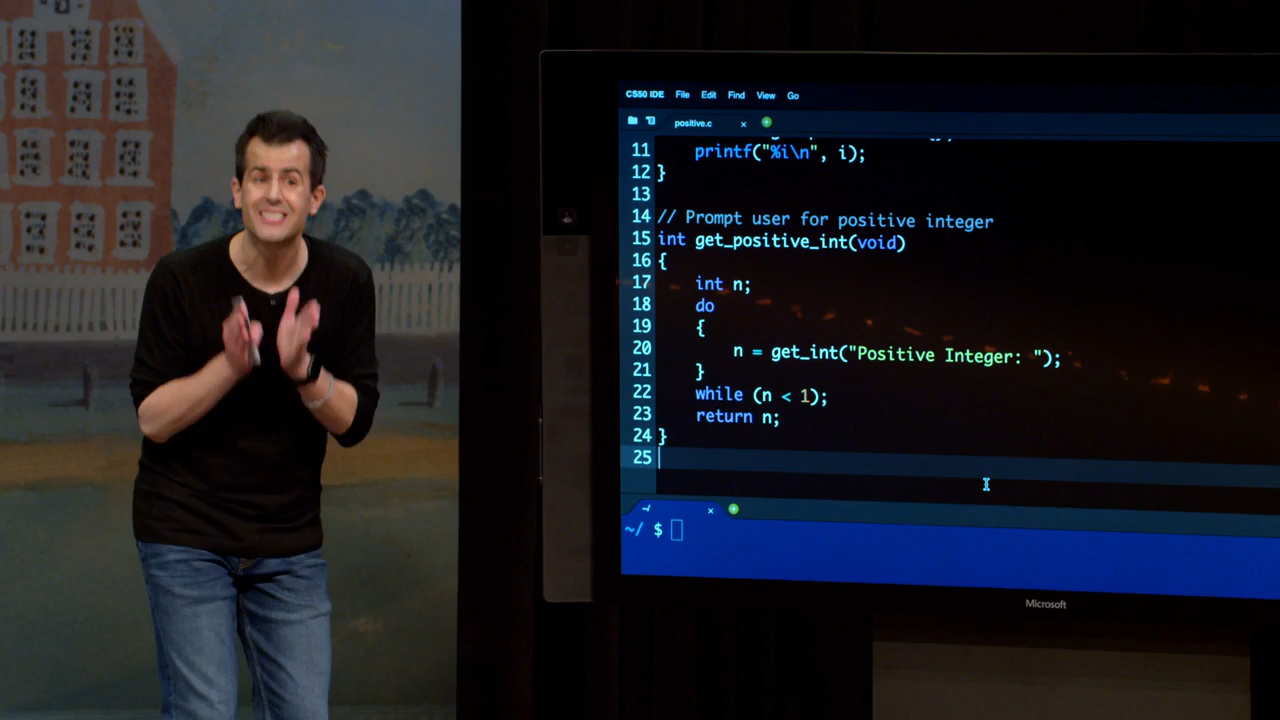 CS50 IDE File Edit Find View Go
positive.c
11 printf("%i\n", i);
12 }
13
14 // Prompt user for positive integer
15 int get_positive_int(void)
16 {
17 int n;
18 do
19 {
20 n = get_int("Positive Integer: ");
21 }
22 while (n < 1);
23 return n;
24 }
25
~/
~/ $
Microsoft